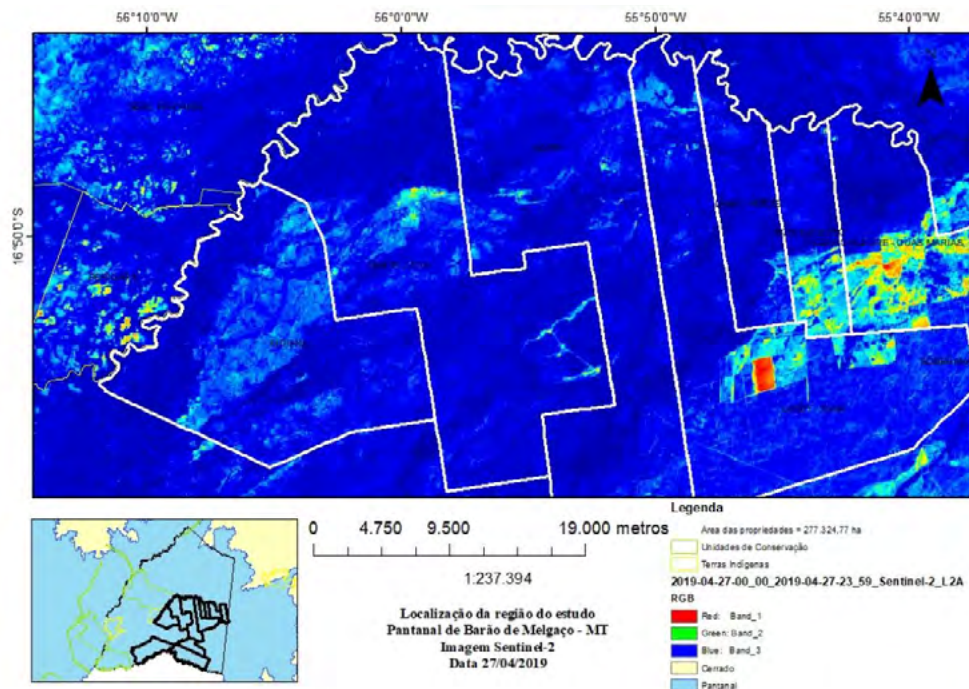 56°10'0"W 56°0'0"W 55°50'0"W 55°40'0"W
16°50'0"S
DUAS MARIAS
0 4.750 9.500 19.000 metros
1:237.394
Localização da região do estudo
Pantanal de Barão de Melgaço - MT
Imagem Sentinel-2
Data 27/04/2019
Legenda
Area das propriedades = 277.324,77 ha
Unidades de Conservação
Terras Indígenas
2019-04-27-00_00_2019-04-27-23_59_Sentinel-2_L2A
RGB
Red: Band_1
Green: Band_2
Blue: Band_3
Cerrado
Pantanal